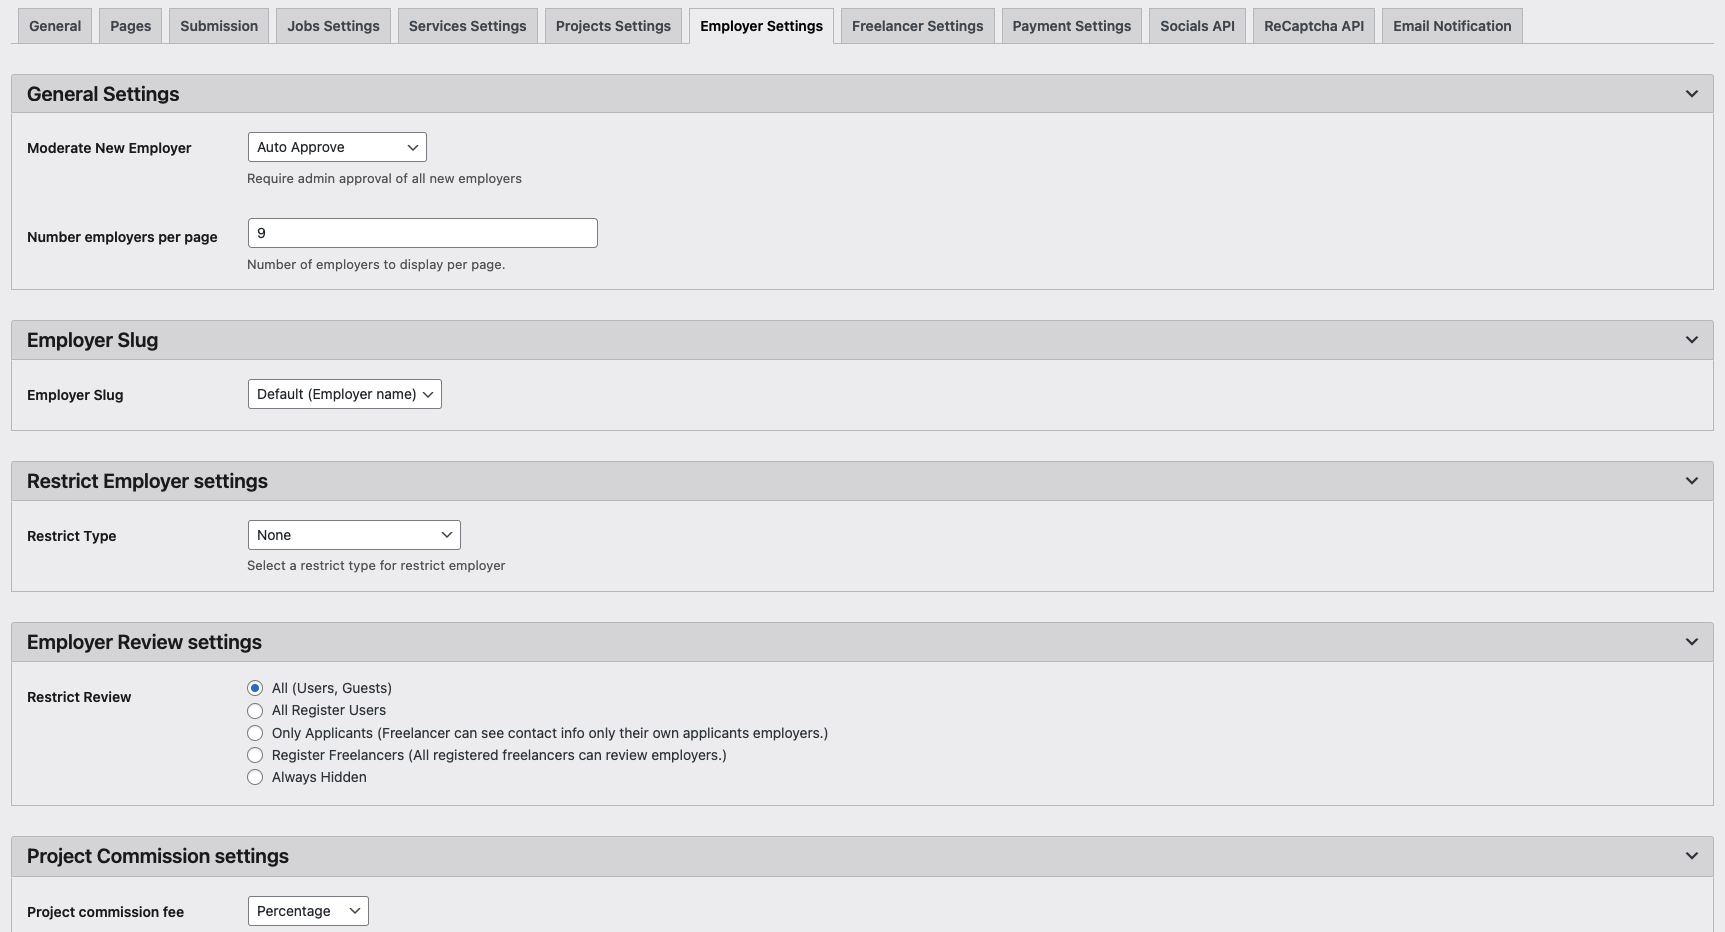 General Pages Submission Jobs Settings Services Settings Projects Settings Employer Settings Freelancer Settings Payment Settings Socials API ReCaptcha API Email Notification
General Settings
Moderate New Employer Auto Approve
Require admin approval of all new employers
Number employers per page 9
Number of employers to display per page.
Employer Slug
Employer Slug Default (Employer name)
Restrict Employer settings
Restrict Type None
Select a restrict type for restrict employer
Employer Review settings
Restrict Review All (Users, Guests)
All Register Users
Only Applicants (Freelancer can see contact info only their own applicants employers.)
Register Freelancers (All registered freelancers can review employers.)
Always Hidden
Project Commission settings
Project commission fee Percentage